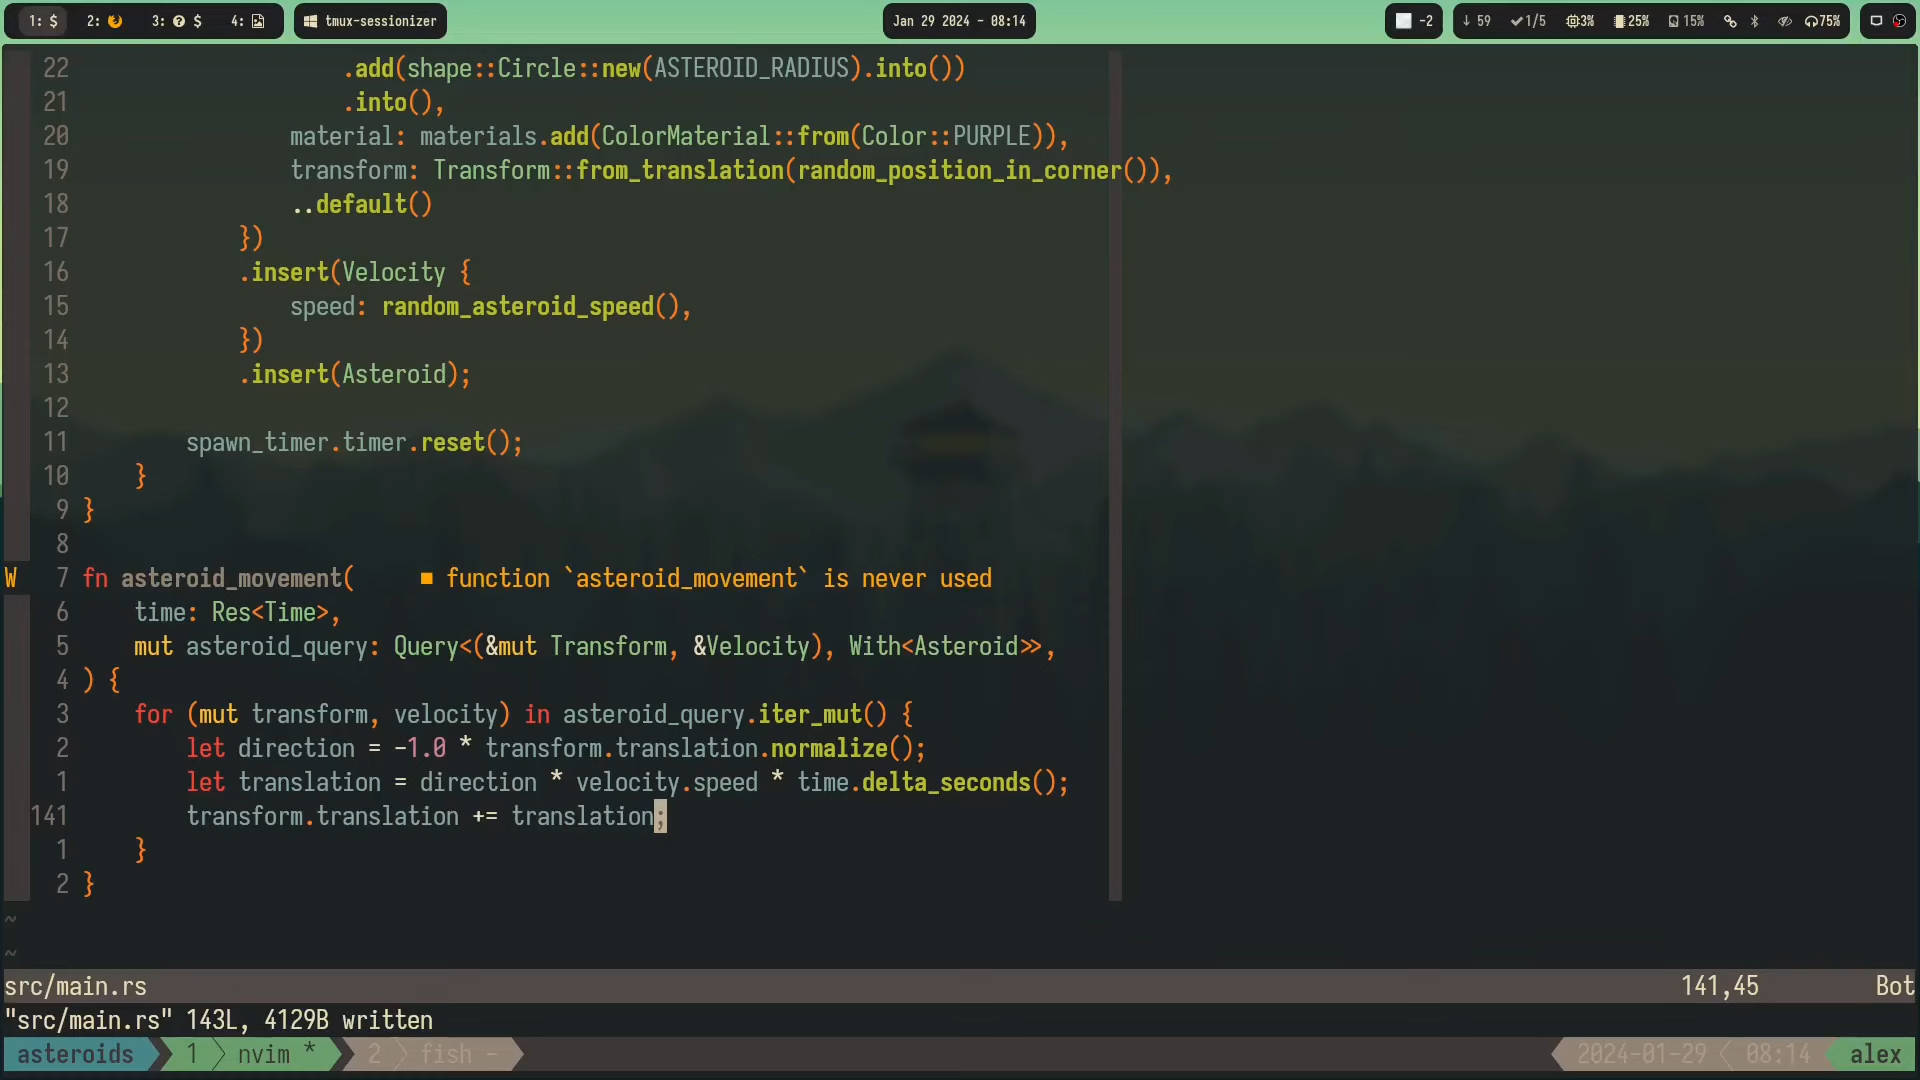 1: $ 2: 3: $ 4: tmux-sessionizer Jan 29 2024 - 08:14 -2 ↓ 59 ✓1/5 3% 25% 15% 75%
22 .add(shape::Circle::new(ASTEROID_RADIUS).into())
21 .into(),
20 material: materials.add(ColorMaterial::from(Color::PURPLE)),
19 transform: Transform::from_translation(random_position_in_corner()),
18 ..default()
17 })
16 .insert(Velocity {
15 speed: random_asteroid_speed(),
14 })
13 .insert(Asteroid);
12
11 spawn_timer.timer.reset();
10 }
9 }
8
W 7 fn asteroid_movement( ■ function `asteroid_movement` is never used
6 time: Res<Time>,
5 mut asteroid_query: Query<(&mut Transform, &Velocity), With<Asteroid>>,
4 ) {
3 for (mut transform, velocity) in asteroid_query.iter_mut() {
2 let direction = -1.0 * transform.translation.normalize();
1 let translation = direction * velocity.speed * time.delta_seconds();
141 transform.translation += translation;
1 }
2 }
~
~
src/main.rs 141,45 Bot
"src/main.rs" 143L, 4129B written
asteroids 1 nvim * 2 fish - 2024-01-29 08:14 alex